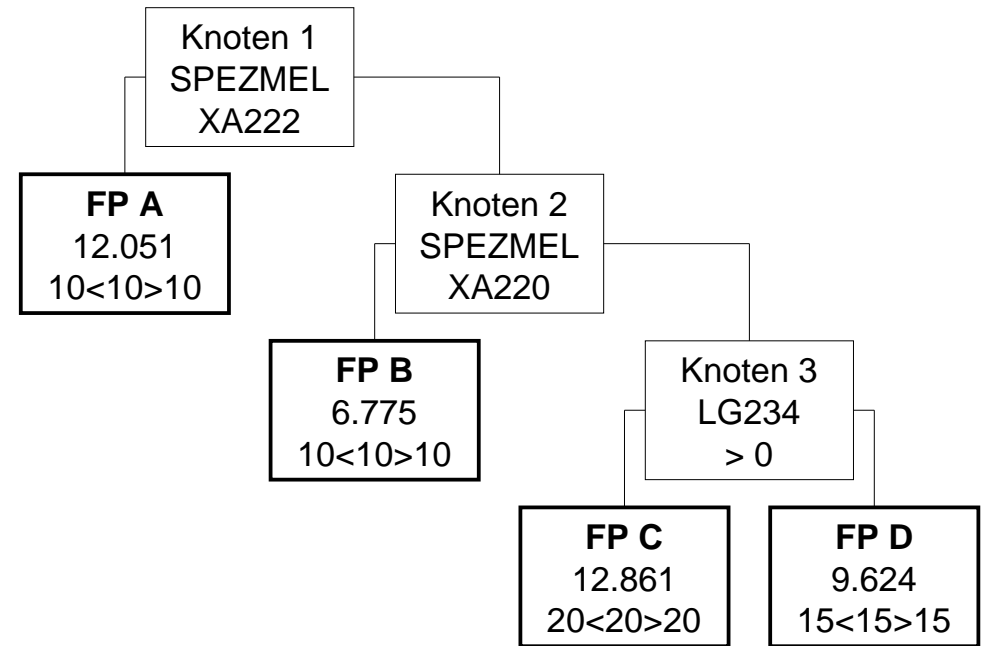 Knoten 1
SPEZMEL
XA222
FP A
12.051
10<10>10
Knoten 2
SPEZMEL
XA220
FP B
6.775
10<10>10
Knoten 3
LG234
> 0
FP C
12.861
20<20>20
FP D
9.624
15<15>15